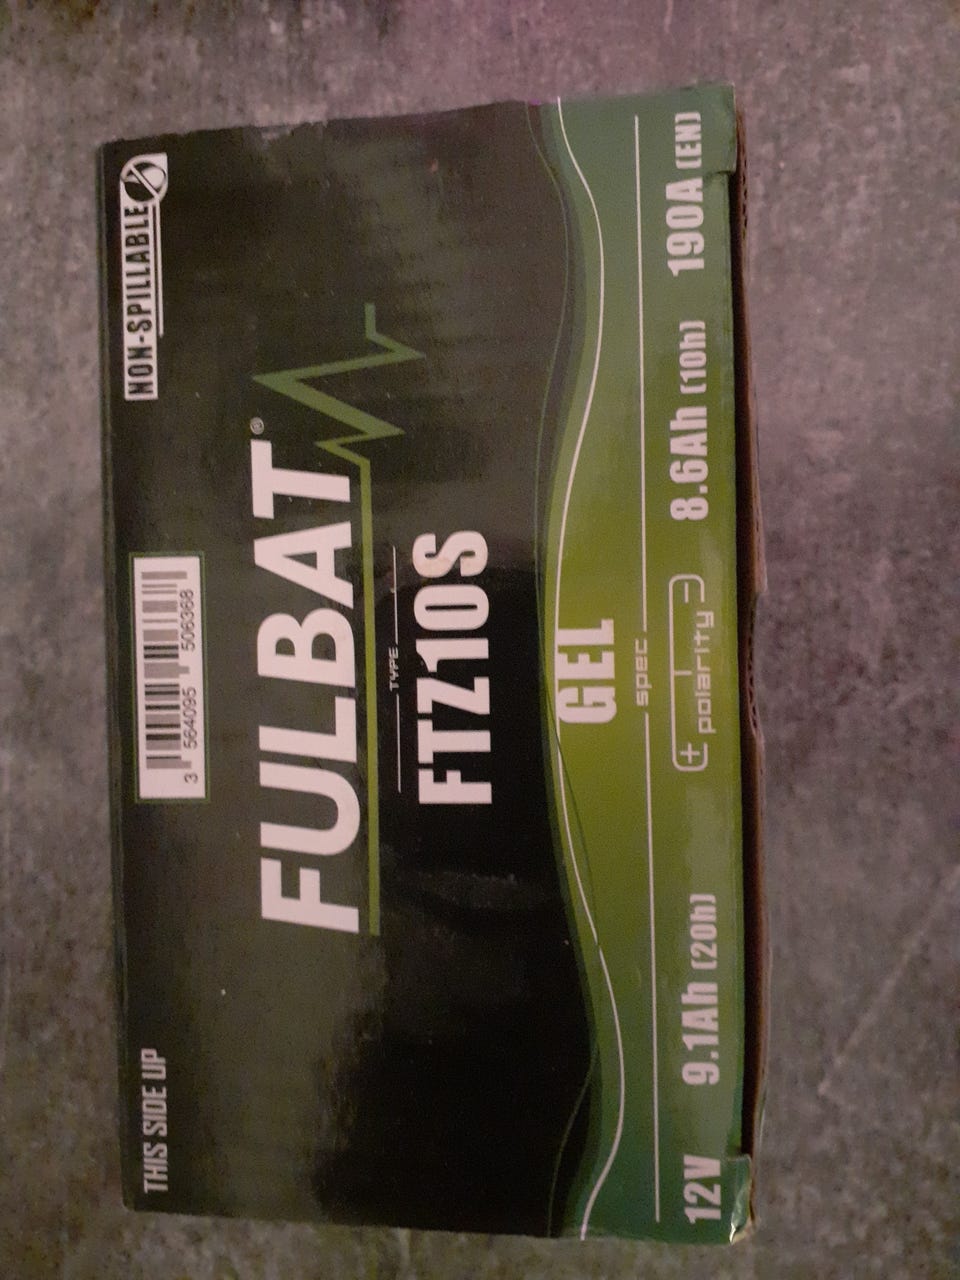 THIS SIDE UP
3 564095 506368
NON-SPILLABLE
FULBAT®
TYPE
FTZ10S
GEL
spec
12V 9.1Ah (20h) + polarity - 8.6Ah (10h) 190A (EN)